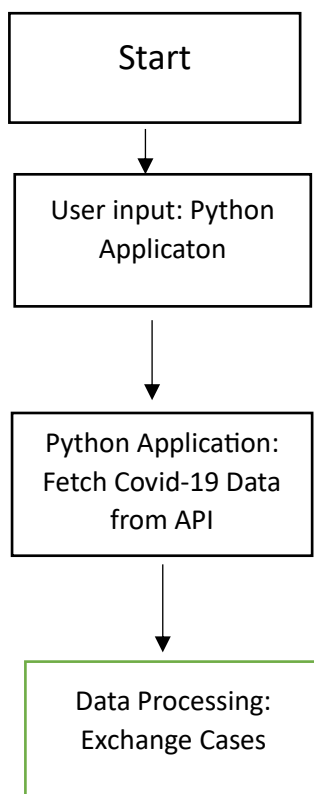 Start
User input: Python
Applicaton
Python Application:
Fetch Covid-19 Data
from API
Data Processing:
Exchange Cases